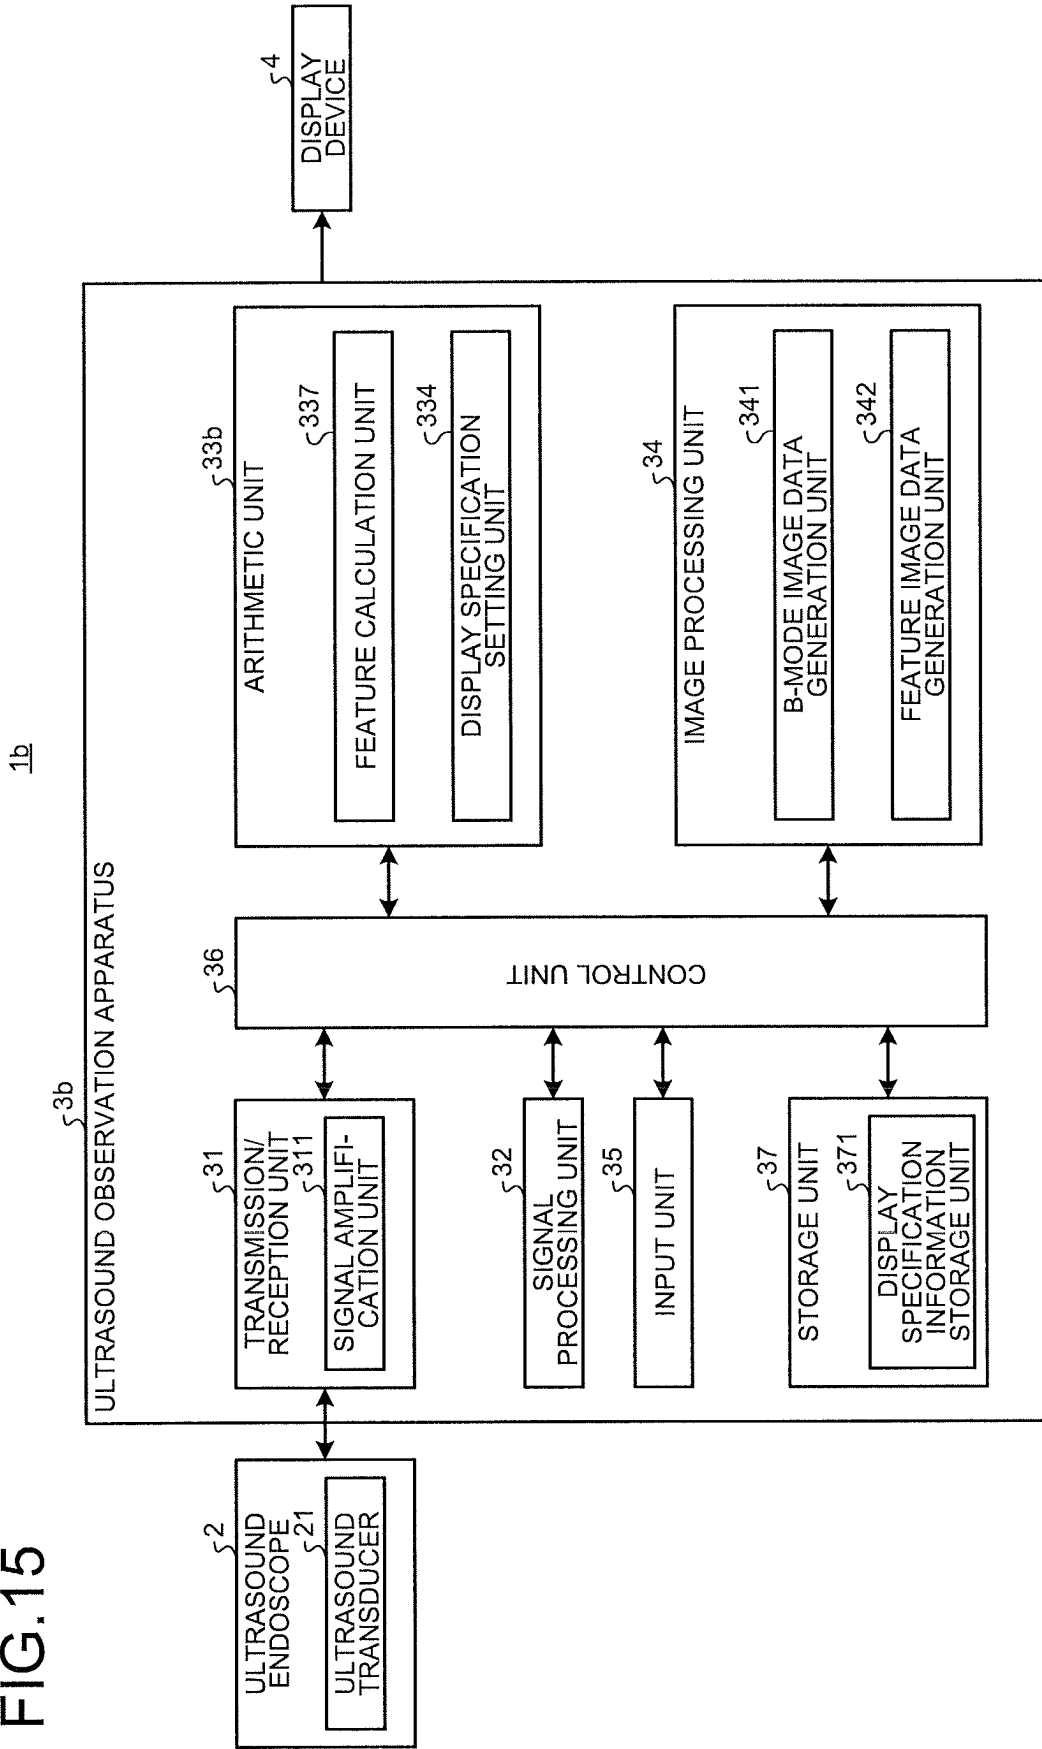 FIG.15
1b
3b
ULTRASOUND OBSERVATION APPARATUS
2
ULTRASOUND
ENDOSCOPE
21
ULTRASOUND
TRANSDUCER
31
TRANSMISSION/
RECEPTION UNIT
311
SIGNAL AMPLIFI-
CATION UNIT
32
SIGNAL
PROCESSING UNIT
35
INPUT UNIT
37
STORAGE UNIT
371
DISPLAY
SPECIFICATION
INFORMATION
STORAGE UNIT
36
CONTROL UNIT
33b
ARITHMETIC UNIT
337
FEATURE CALCULATION UNIT
334
DISPLAY SPECIFICATION
SETTING UNIT
34
IMAGE PROCESSING UNIT
341
B-MODE IMAGE DATA
GENERATION UNIT
342
FEATURE IMAGE DATA
GENERATION UNIT
4
DISPLAY
DEVICE